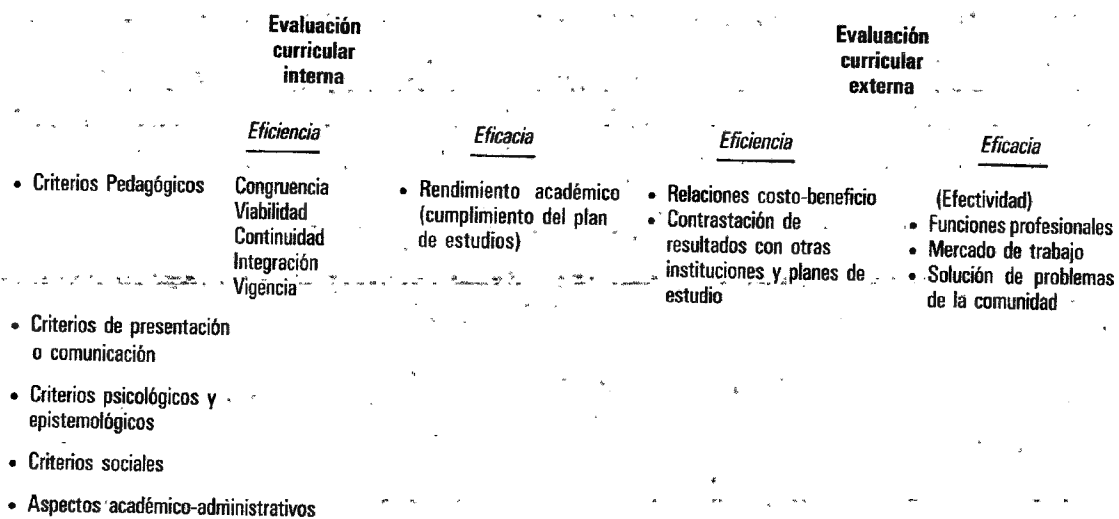 Evaluación
curricular
interna
Evaluación
curricular
externa
Eficiencia
Eficacia
Eficiencia
Eficacia
• Criterios Pedagógicos
Congruencia
Viabilidad
Continuidad
Integración
Vigencia
• Rendimiento académico
(cumplimiento del plan
de estudios)
• Relaciones costo-beneficio
• Contrastación de
resultados con otras
instituciones y planes de
estudio
(Efectividad)
• Funciones profesionales
• Mercado de trabajo
• Solución de problemas
de la comunidad
• Criterios de presentación
o comunicación
• Criterios psicológicos y
epistemológicos
• Criterios sociales
• Aspectos académico-administrativos